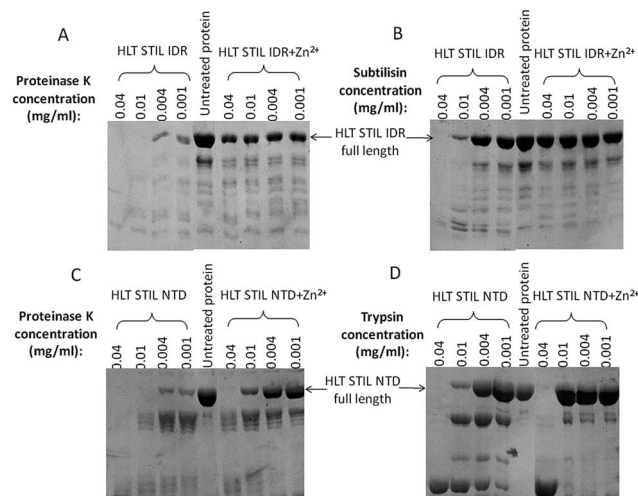 A
HLT STIL IDR
HLT STIL IDR+Zn²⁺
Proteinase K
concentration
(mg/ml):
Untreated protein
0.04
0.01
0.004
0.001
0.04
0.01
0.004
0.001
B
HLT STIL IDR
HLT STIL IDR+Zn²⁺
Subtilisin
concentration
(mg/ml):
Untreated protein
0.04
0.01
0.004
0.001
0.04
0.01
0.004
0.001
HLT STIL IDR
full length
C
HLT STIL NTD
HLT STIL NTD+Zn²⁺
Proteinase K
concentration
(mg/ml):
Untreated protein
0.04
0.01
0.004
0.001
0.04
0.01
0.004
0.001
D
HLT STIL NTD
HLT STIL NTD+Zn²⁺
Trypsin
concentration
(mg/ml):
Untreated protein
0.04
0.01
0.004
0.001
0.04
0.01
0.004
0.001
HLT STIL NTD
full length